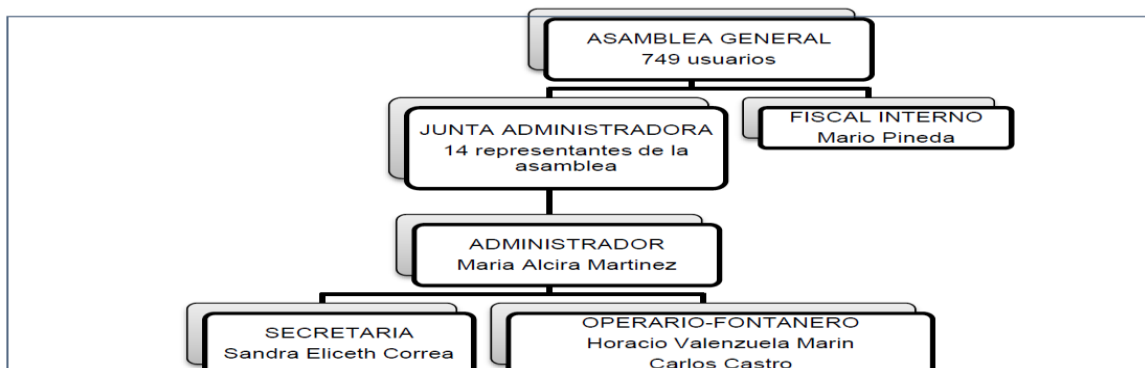 ASAMBLEA GENERAL
749 usuarios
JUNTA ADMINISTRADORA
14 representantes de la
asamblea
FISCAL INTERNO
Mario Pineda
ADMINISTRADOR
Maria Alcira Martinez
SECRETARIA
Sandra Eliceth Correa
OPERARIO-FONTANERO
Horacio Valenzuela Marin
Carlos Castro